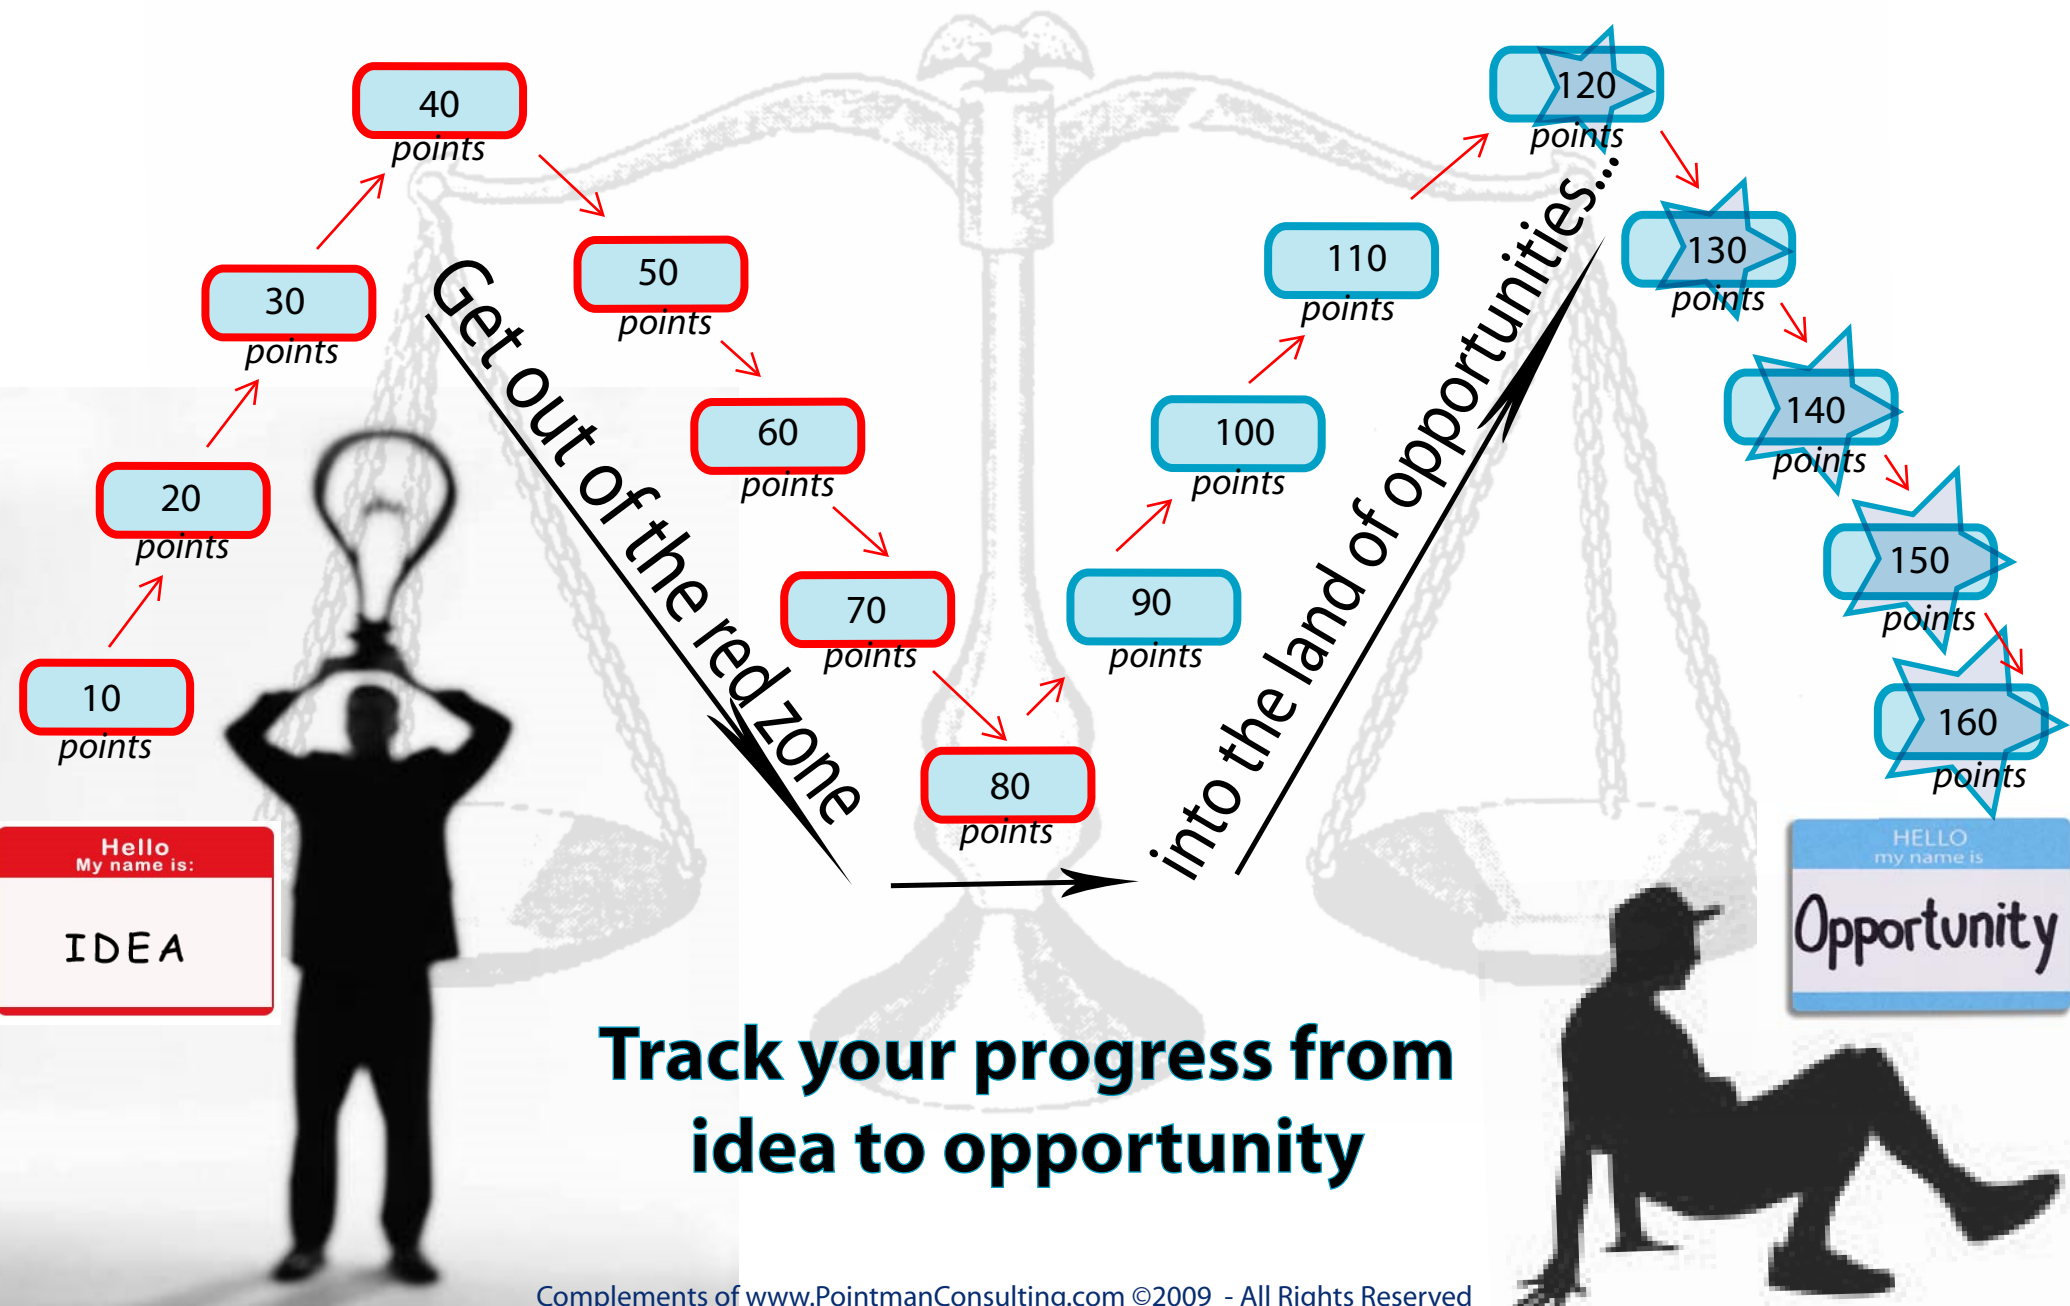 40
points
120
points
50
points
30
points
110
points
130
points
60
points
100
points
140
points
20
points
70
points
90
points
150
points
10
points
80
points
160
points
Get out of the red zone
into the land of opportunities...
Hello
My name is:
IDEA
HELLO
my name is
Opportunity
Track your progress from
idea to opportunity
Complements of www.PointmanConsulting.com ©2009 - All Rights Reserved